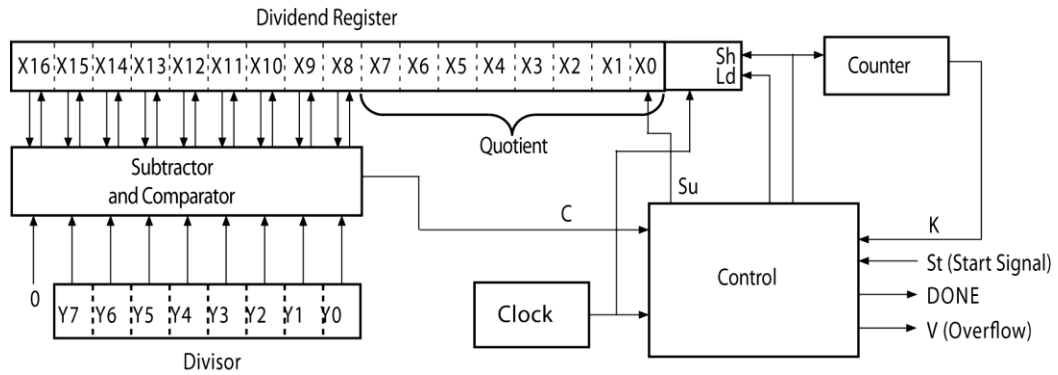 Dividend Register
X16 X15 X14 X13 X12 X11 X10 X9 X8 X7 X6 X5 X4 X3 X2 X1 X0
Sh
Ld
Counter
Quotient
Subtractor
and Comparator
Su
C
K
Control
St (Start Signal)
DONE
V (Overflow)
Clock
0
Y7 Y6 Y5 Y4 Y3 Y2 Y1 Y0
Divisor